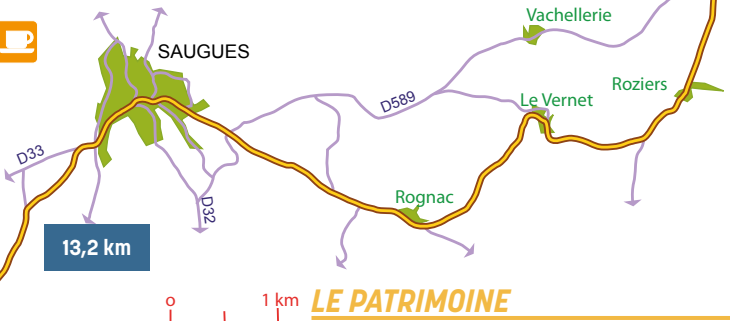 Vachellerie
SAUGUES
Roziers
D589
Le Vernet
D33
Rognac
D32
13,2 km
0 1 km
LE PATRIMOINE